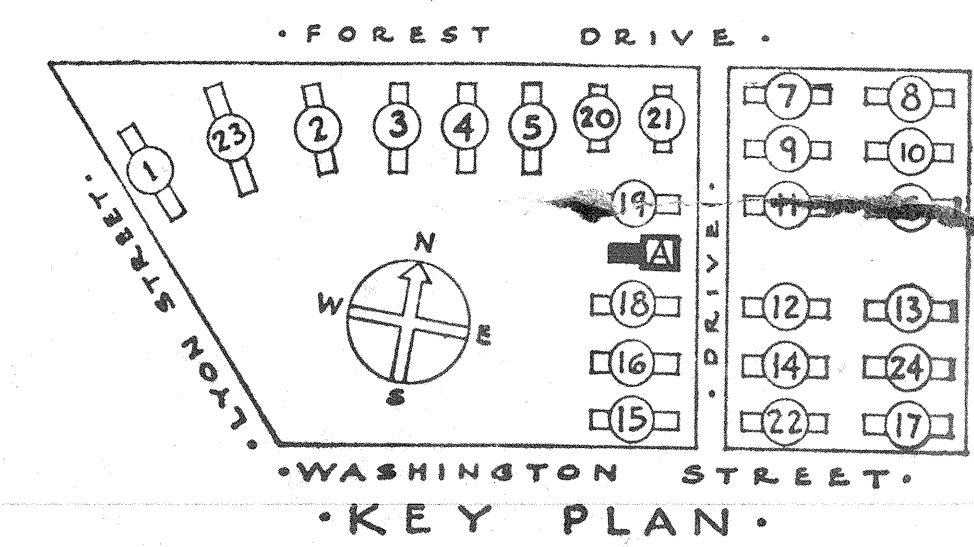 ·FOREST DRIVE·
7 8
23 2 3 4 5 20 21
1
9 10
19 11
A
18 12 13
16 14 24
15 22 17
N
W E
S
·LYON STREET·
·DRIVE·
·WASHINGTON STREET·
·KEY PLAN·